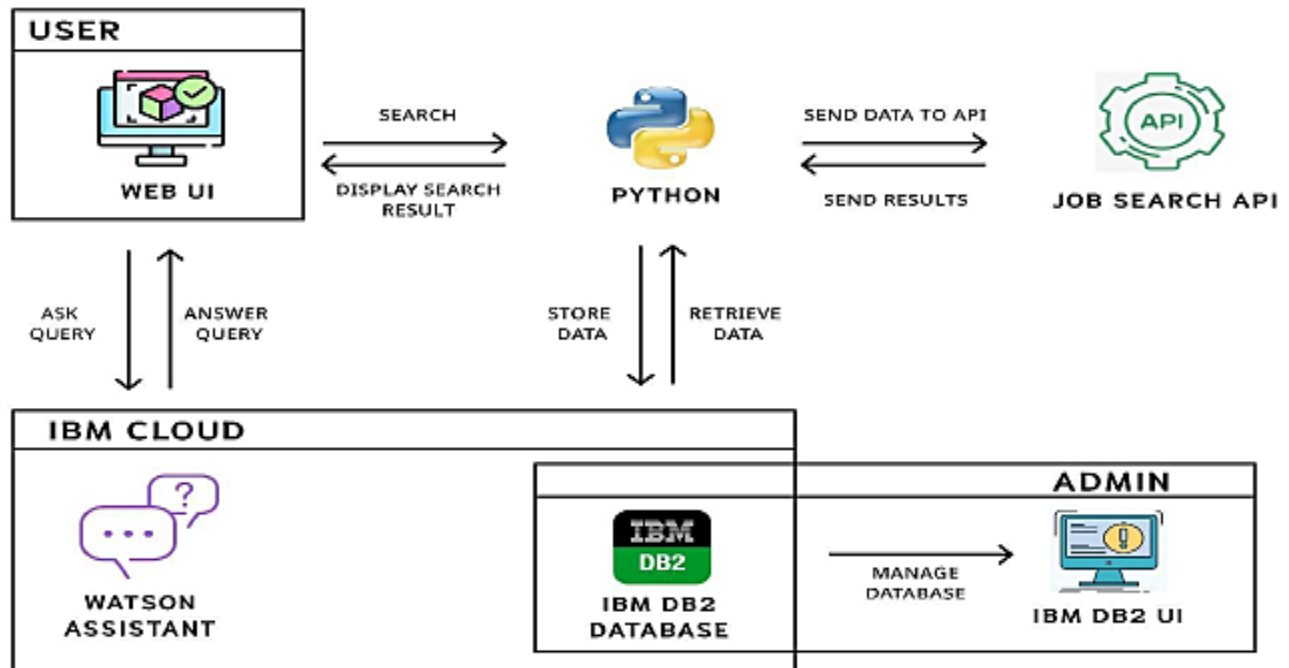 USER
WEB UI
SEARCH
DISPLAY SEARCH
RESULT
PYTHON
SEND DATA TO API
SEND RESULTS
API
JOB SEARCH API
ASK
QUERY
ANSWER
QUERY
STORE
DATA
RETRIEVE
DATA
IBM CLOUD
?
WATSON
ASSISTANT
ADMIN
IBM
DB2
IBM DB2
DATABASE
MANAGE
DATABASE
!
IBM DB2 UI